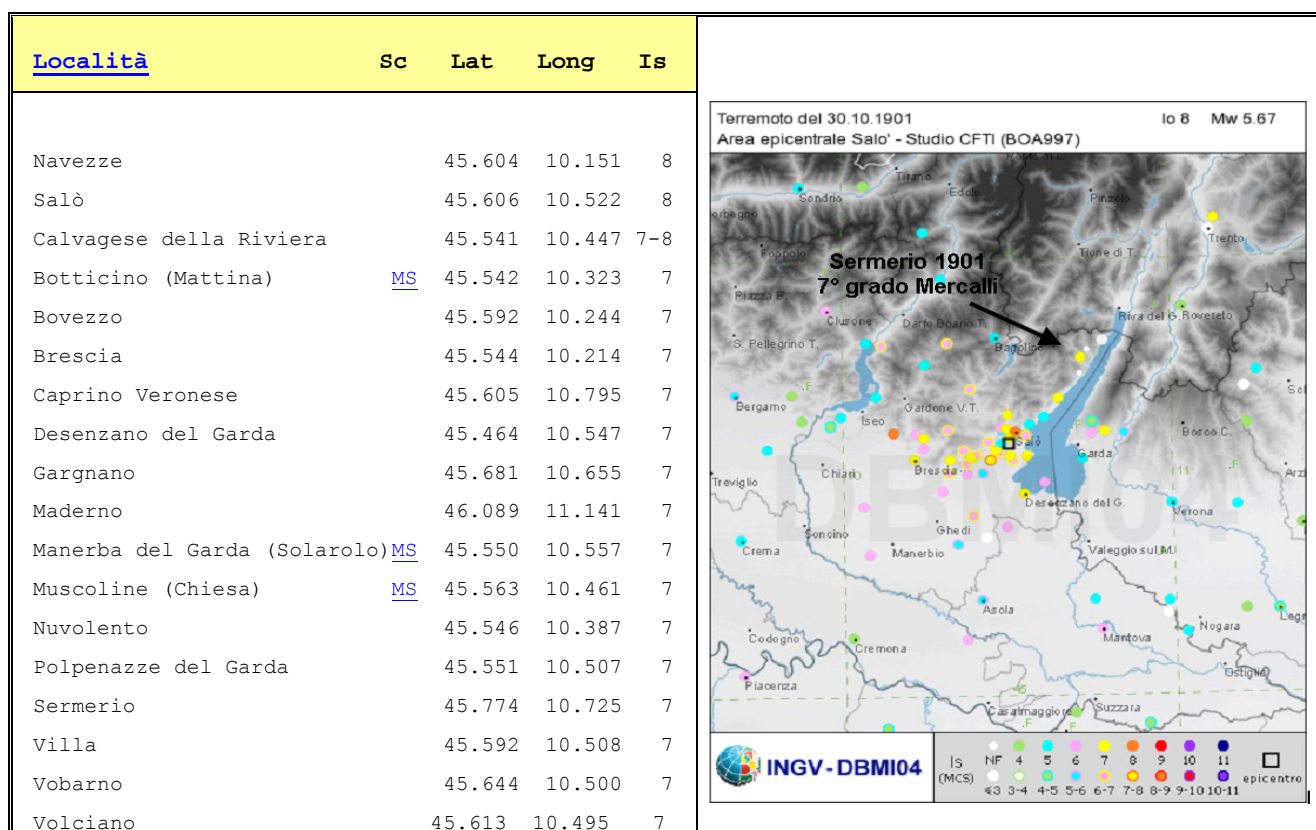 Località Sc Lat Long Is
Navezze 45.604 10.151 8
Salò 45.606 10.522 8
Calvagese della Riviera 45.541 10.447 7-8
Botticino (Mattina) MS 45.542 10.323 7
Bovezzo 45.592 10.244 7
Brescia 45.544 10.214 7
Caprino Veronese 45.605 10.795 7
Desenzano del Garda 45.464 10.547 7
Gargnano 45.681 10.655 7
Maderno 46.089 11.141 7
Manerba del Garda (Solarolo) MS 45.550 10.557 7
Muscoline (Chiesa) MS 45.563 10.461 7
Nuvolento 45.546 10.387 7
Polpenazze del Garda 45.551 10.507 7
Sermerio 45.774 10.725 7
Villa 45.592 10.508 7
Vobarno 45.644 10.500 7
Volciano 45.613 10.495 7
Terremoto del 30.10.1901 Io 8 Mw 5.67
Area epicentrale Salo' - Studio CFTI (BOA997)
Tirano
Sondrio
Edolo
Pinzolo
Trento
Foppolo
Tione di T.
Sermerio 1901
7° grado Mercalli
Piazza B.
Clusone
Darfo Boario T.
Riva del G.
Rovereto
S. Pellegrino T.
Bagolino
Bergamo
Iseo
Gardone V.T.
Bosco C.
Salò
Garda
Chiari
Brescia
Treviglio
DBMI04
Desenzano del G.
Verona
Soncino
Ghedi
Crema
Manerbio
Valeggio sul M.
Asola
Codogno
Cremona
Mantova
Nogara
Piacenza
Ostiglia
Casalmaggiore
Suzzara
INGV-DBMI04
Is (MCS)
NF 4 5 6 7 8 9 10 11
≤3 3-4 4-5 5-6 6-7 7-8 8-9 9-10 10-11
epicentro